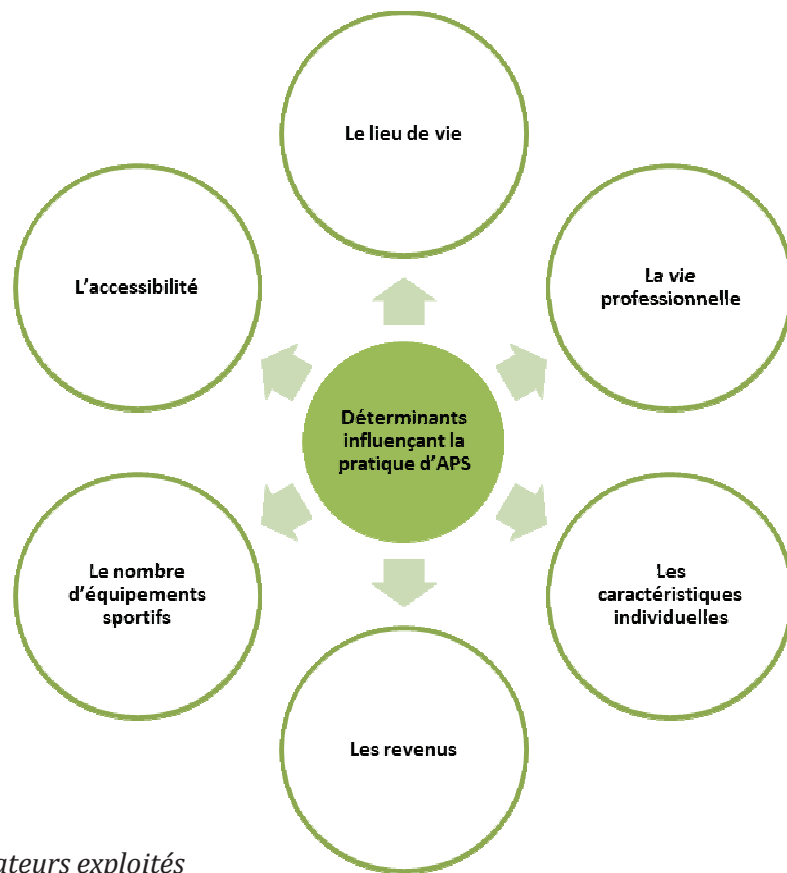 Le lieu de vie
L'accessibilité
La vie
professionnelle
Déterminants
influençant la
pratique d'APS
Le nombre
d'équipements
sportifs
Les
caractéristiques
individuelles
Les revenus
exploités